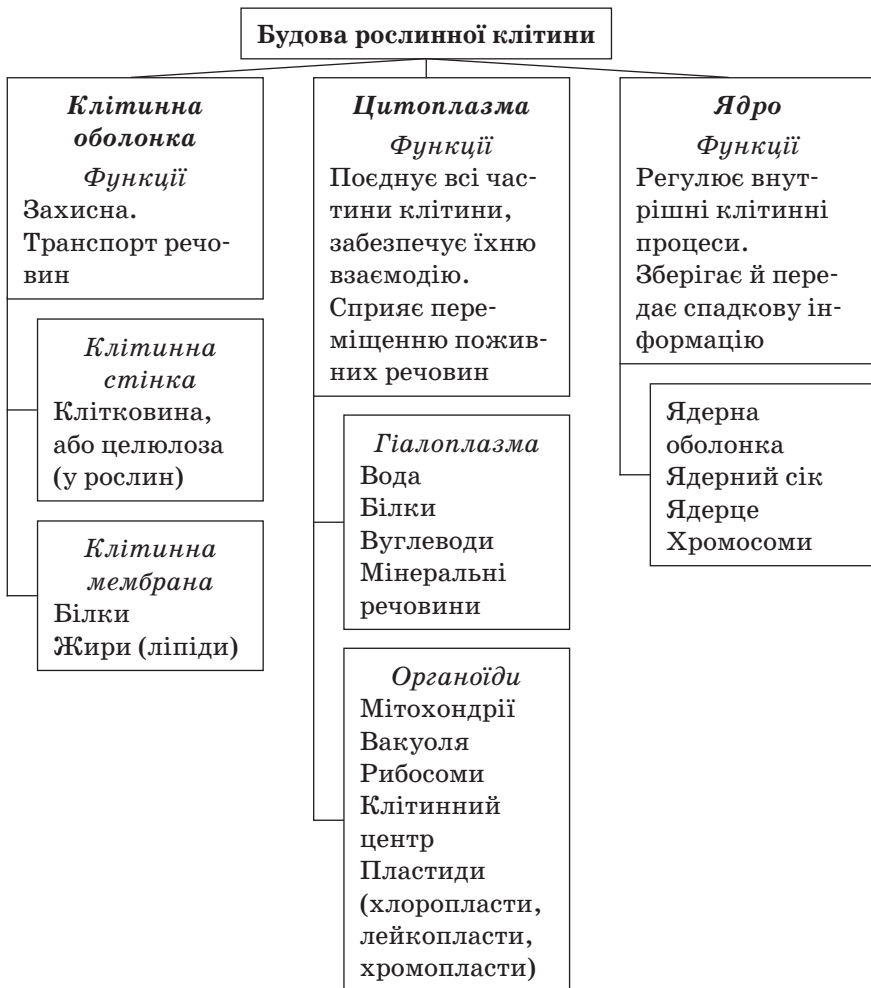 Будова рослинної клітини
Клітинна
оболонка
Функції
Захисна.
Транспорт речо-
вин
Клітинна
стінка
Клітковина,
або целюлоза
(у рослин)
Клітинна
мембрана
Білки
Жири (ліпіди)
Цитоплазма
Функції
Поєднує всі час-
тини клітини,
забезпечує їхню
взаємодію.
Сприяє пере-
міщенню пожив-
них речовин
Гіалоплазма
Вода
Білки
Вуглеводи
Мінеральні
речовини
Органоїди
Мітохондрії
Вакуоля
Рибосоми
Клітинний
центр
Пластиди
(хлоропласти,
лейкопласти,
хромопласти)
Ядро
Функції
Регулює внут-
рішні клітинні
процеси.
Зберігає й пере-
дає спадкову ін-
формацію
Ядерна
оболонка
Ядерний сік
Ядерце
Хромосоми